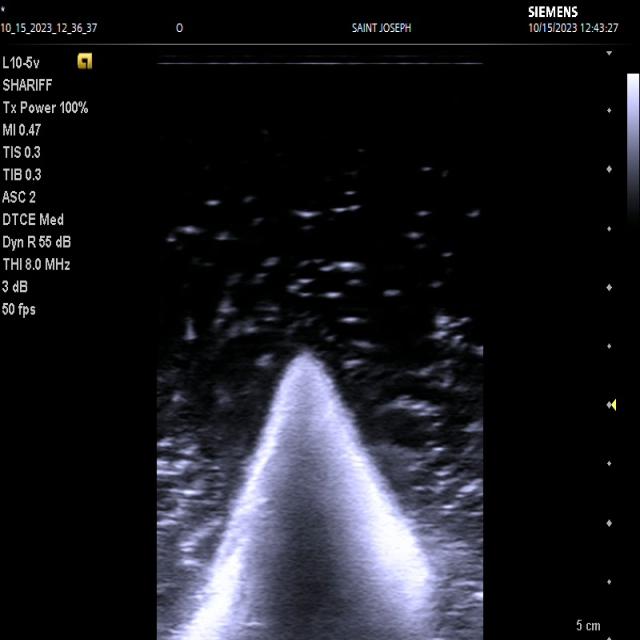 *
SIEMENS
10_15_2023_12_36_37 O SAINT JOSEPH 10/15/2023 12:43:27
L10-5v
SHARIFF
Tx Power 100%
MI 0.47
TIS 0.3
TIB 0.3
ASC 2
DTCE Med
Dyn R 55 dB
THI 8.0 MHz
3 dB
50 fps
5 cm